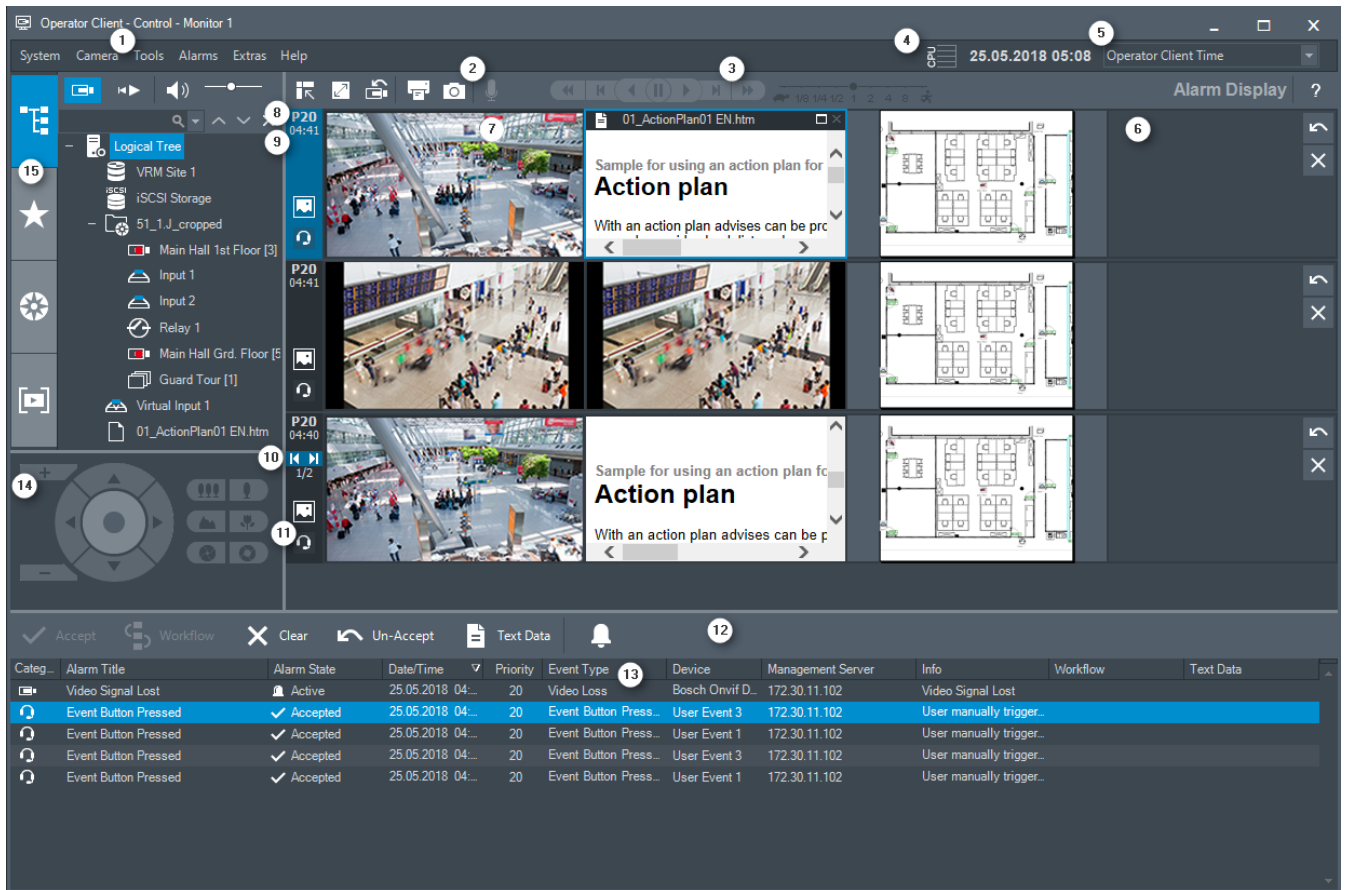 Operator Client - Control - Monitor 1
System Camera Tools Alarms Extras Help
1
4
CPU
25.05.2018 05:08
5
Operator Client Time
2
3
1/8 1/4 1/2 1 2 4 8
Alarm Display
?
8
9
15
Logical Tree
VRM Site 1
iSCSI
iSCSI Storage
51_1.J_cropped
Main Hall 1st Floor [3]
Input 1
Input 2
Relay 1
Main Hall Grd. Floor [5
Guard Tour [1]
Virtual Input 1
01_ActionPlan01 EN.htm
14
10
11
P20
04:41
7
01_ActionPlan01 EN.htm
Sample for using an action plan for
Action plan
With an action plan advises can be prc
6
P20
04:41
P20
04:40
1/2
Sample for using an action plan fc
Action plan
With an action plan advises can be p
Accept Workflow Clear Un-Accept Text Data
12
Categ... Alarm Title Alarm State Date/Time Priority Event Type Device Management Server Info Workflow Text Data
13
Video Signal Lost Active 25.05.2018 04:... 20 Video Loss Bosch Onvif D... 172.30.11.102 Video Signal Lost
Event Button Pressed Accepted 25.05.2018 04:... 20 Event Button Press... User Event 3 172.30.11.102 User manually trigger...
Event Button Pressed Accepted 25.05.2018 04:... 20 Event Button Press... User Event 1 172.30.11.102 User manually trigger...
Event Button Pressed Accepted 25.05.2018 04:... 20 Event Button Press... User Event 3 172.30.11.102 User manually trigger...
Event Button Pressed Accepted 25.05.2018 04:... 20 Event Button Press... User Event 1 172.30.11.102 User manually trigger...